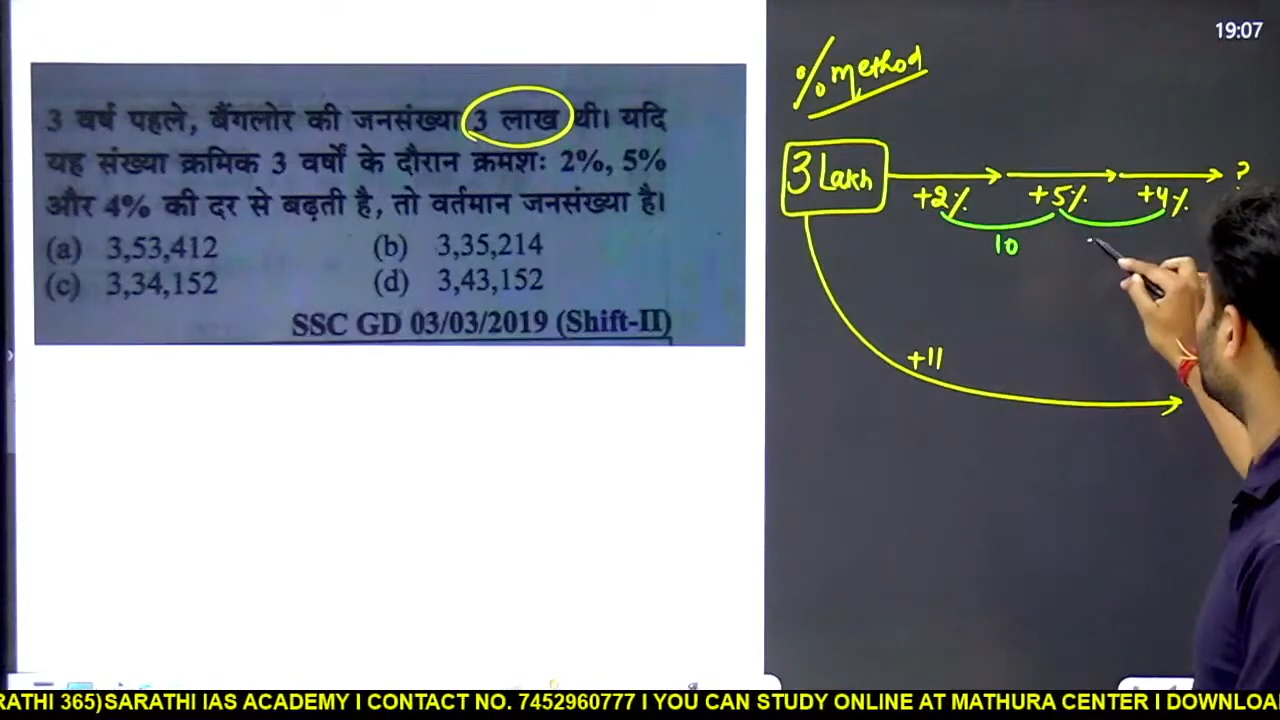 19:07
3 वर्ष पहले, बैंगलोर की जनसंख्या 3 लाख थी। यदि
यह संख्या क्रमिक 3 वर्षों के दौरान क्रमशः 2%, 5%
और 4% की दर से बढ़ती है, तो वर्तमान जनसंख्या है।
(a) 3,53,412 (b) 3,35,214
(c) 3,34,152 (d) 3,43,152
SSC GD 03/03/2019 (Shift-II)
% method
3 Lakh
?
+2% +5% +4%
10
+11
RATHI 365)SARATHI IAS ACADEMY I CONTACT NO. 7452960777 I YOU CAN STUDY ONLINE AT MATHURA CENTER I DOWNLOA